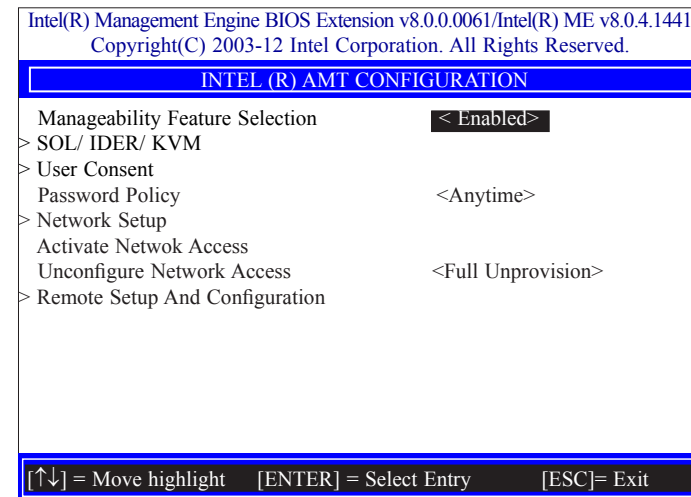 Intel(R) Management Engine BIOS Extension v8.0.0.0061/Intel(R) ME v8.0.4.1441
Copyright(C) 2003-12 Intel Corporation. All Rights Reserved.
INTEL (R) AMT CONFIGURATION
Manageability Feature Selection < Enabled>
> SOL/ IDER/ KVM
> User Consent
Password Policy <Anytime>
> Network Setup
Activate Netwok Access
Unconfigure Network Access <Full Unprovision>
> Remote Setup And Configuration
[↑↓] = Move highlight [ENTER] = Select Entry [ESC]= Exit